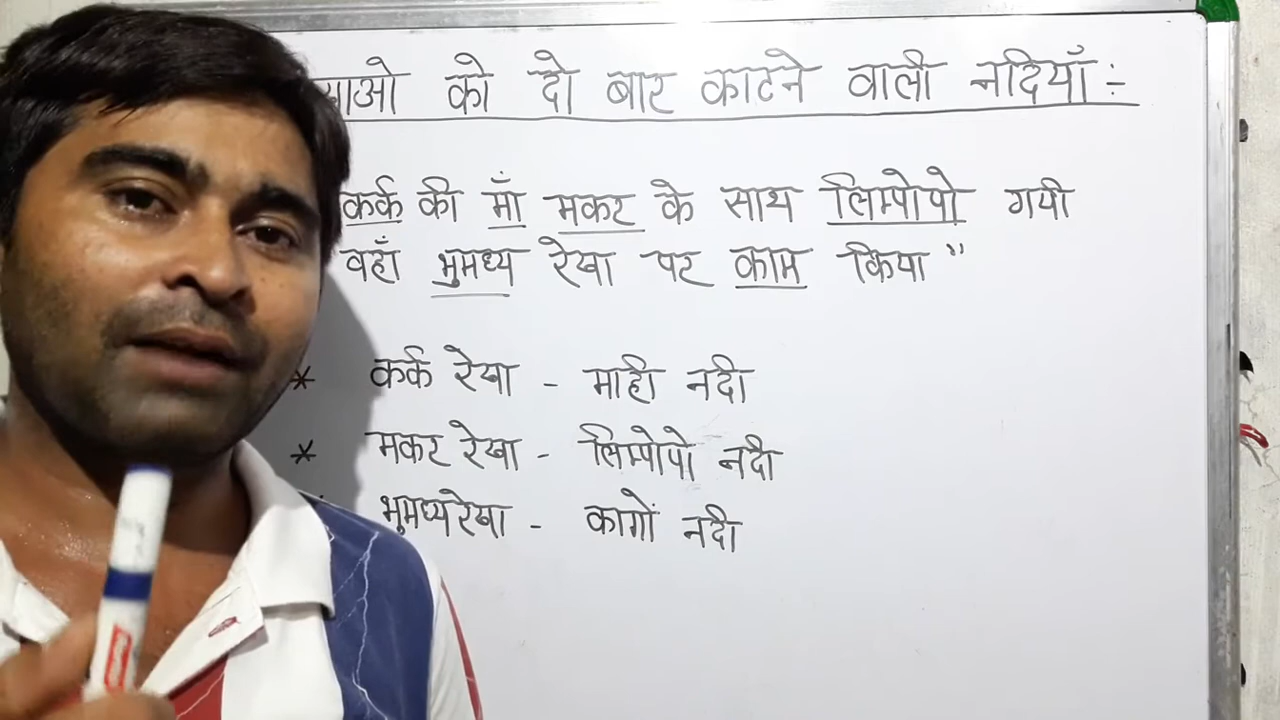 को दो बार काटने वाली नदियाँ :-
कर्क की माँ मकर के साथ लिम्पोपो गयी
वहाँ भुमध्य रेखा पर काम किया"
* कर्क रेखा - माही नदी
* मकर रेखा - लिम्पोपो नदी
भुमध्यरेखा - कागों नदी